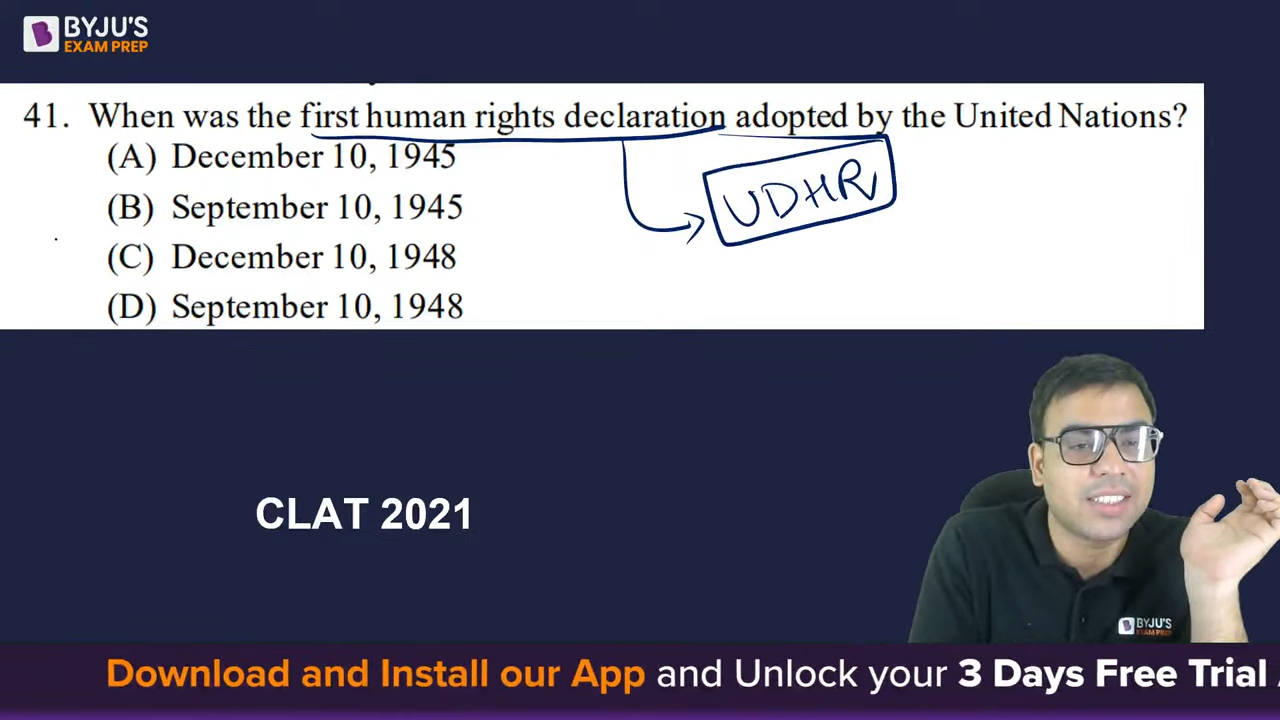 BYJU'S
EXAM PREP
41. When was the first human rights declaration adopted by the United Nations?
(A) December 10, 1945
UDHR
(B) September 10, 1945
(C) December 10, 1948
(D) September 10, 1948
CLAT 2021
BYJU'S
EXAM PREP
Download and Install our App and Unlock your 3 Days Free Trial